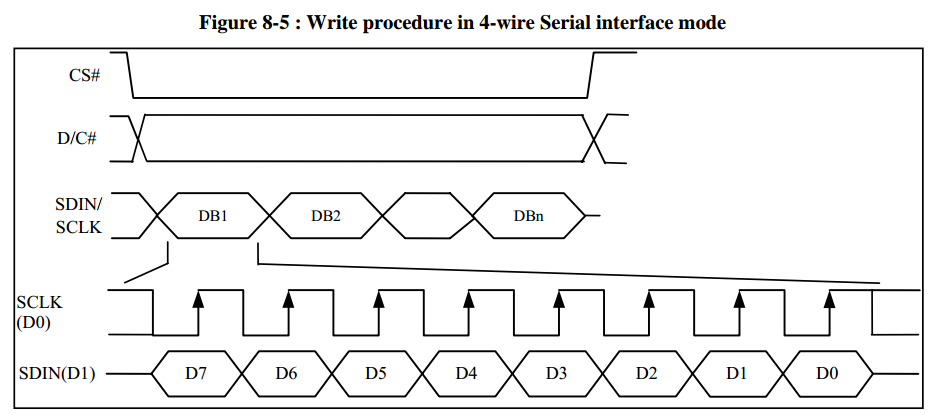 Figure 8-5 : Write procedure in 4-wire Serial interface mode
CS#
D/C#
SDIN/
SCLK
DB1 DB2 DBn
SCLK
(D0)
SDIN(D1) D7 D6 D5 D4 D3 D2 D1 D0